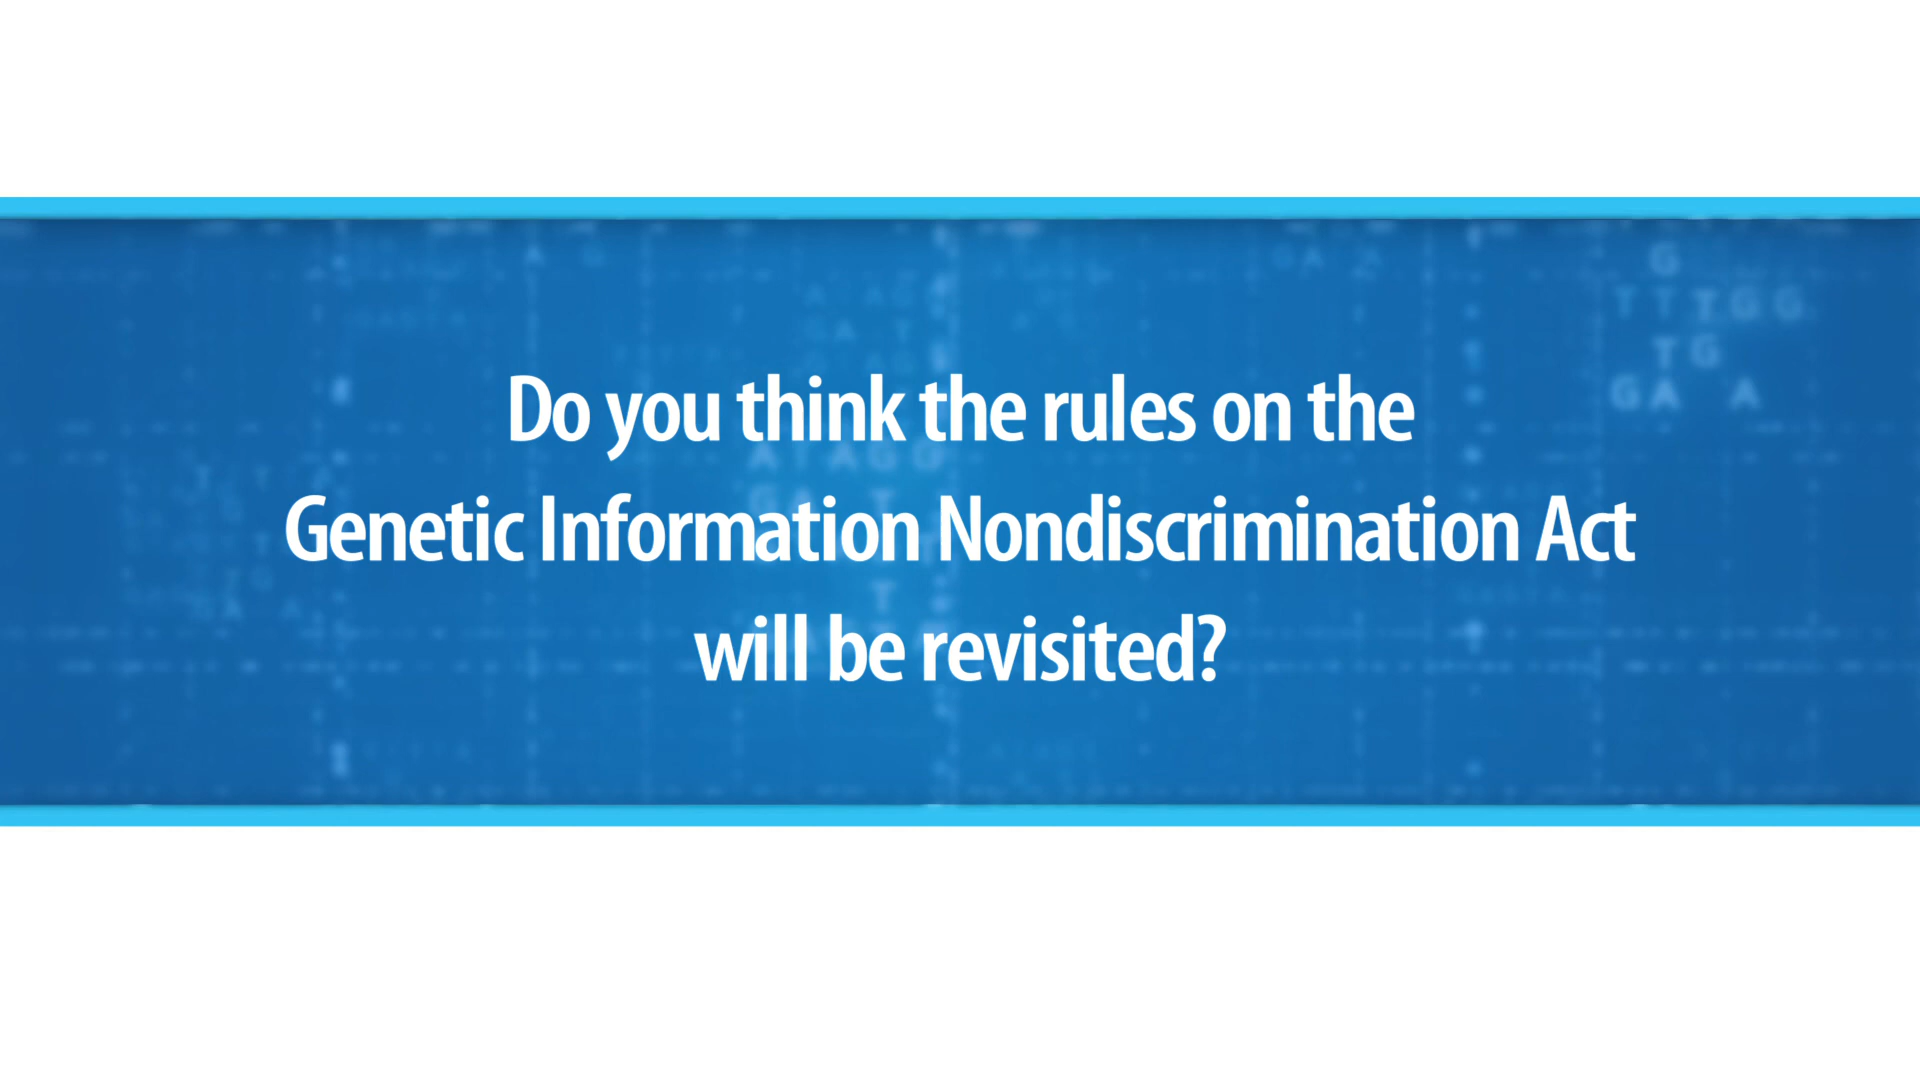 Do you think the rules on the
Genetic Information Nondiscrimination Act
will be revisited?